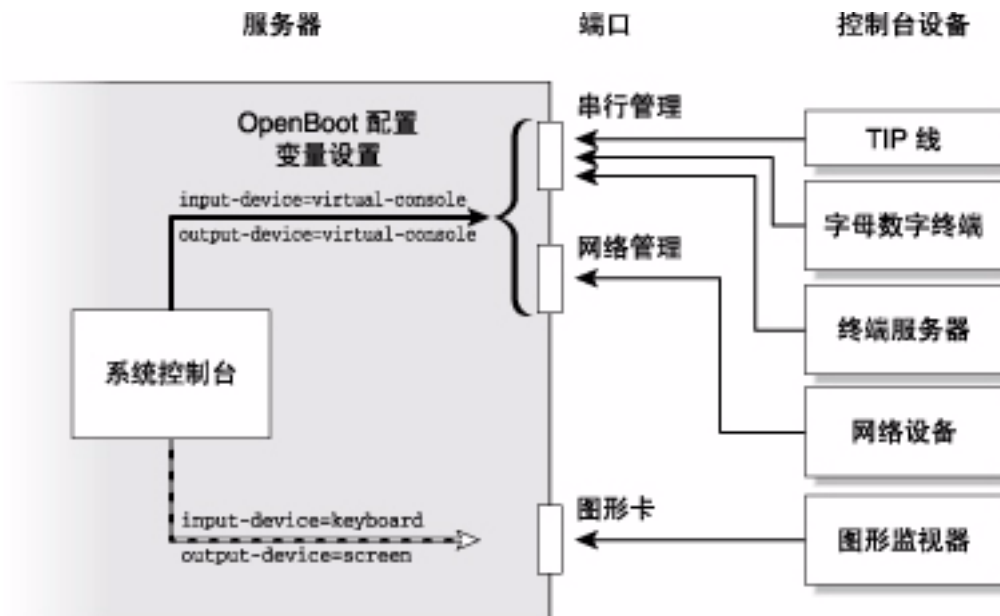 服务器
端口
控制台设备
OpenBoot 配置
变量设置
input-device=virtual-console
output-device=virtual-console
系统控制台
input-device=keyboard
output-device=screen
串行管理
网络管理
图形卡
TIP 线
字母数字终端
终端服务器
网络设备
图形监视器